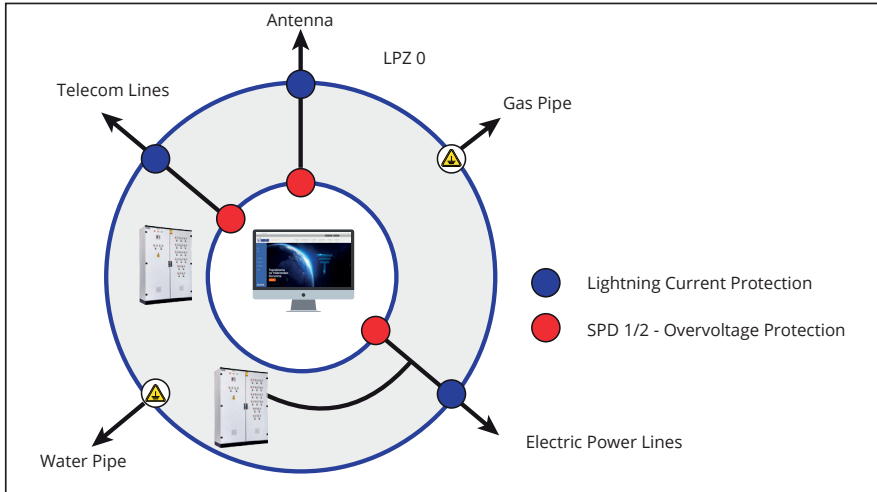 Antenna
LPZ 0
Telecom Lines
Gas Pipe
Lightning Current Protection
SPD 1/2 - Overvoltage Protection
Water Pipe
Electric Power Lines